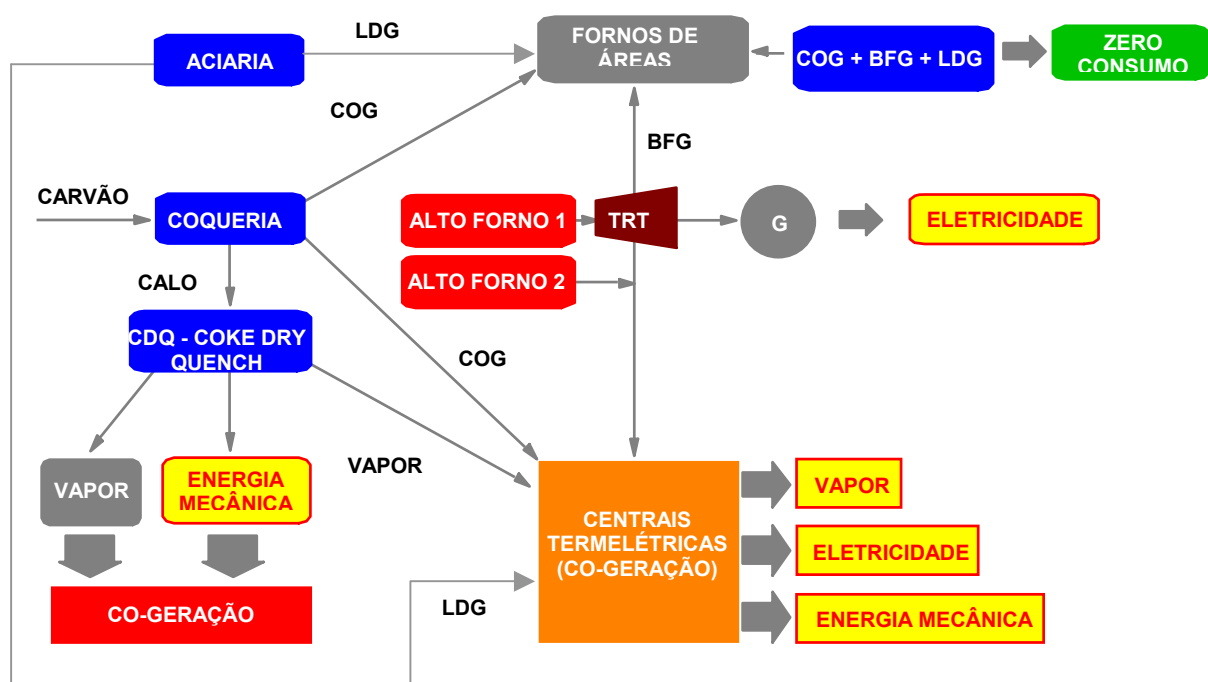 LDG
ACIARIA
FORNOS DE
ÁREAS
COG + BFG + LDG
ZERO
CONSUMO
COG
BFG
CARVÃO
COQUERIA
ALTO FORNO 1
TRT
G
ELETRICIDADE
CALO
ALTO FORNO 2
CDQ - COKE DRY
QUENCH
COG
VAPOR
VAPOR
ENERGIA
MECÂNICA
CENTRAIS
TERMELÉTRICAS
(CO-GERAÇÃO)
VAPOR
ELETRICIDADE
LDG
CO-GERAÇÃO
ENERGIA MECÂNICA